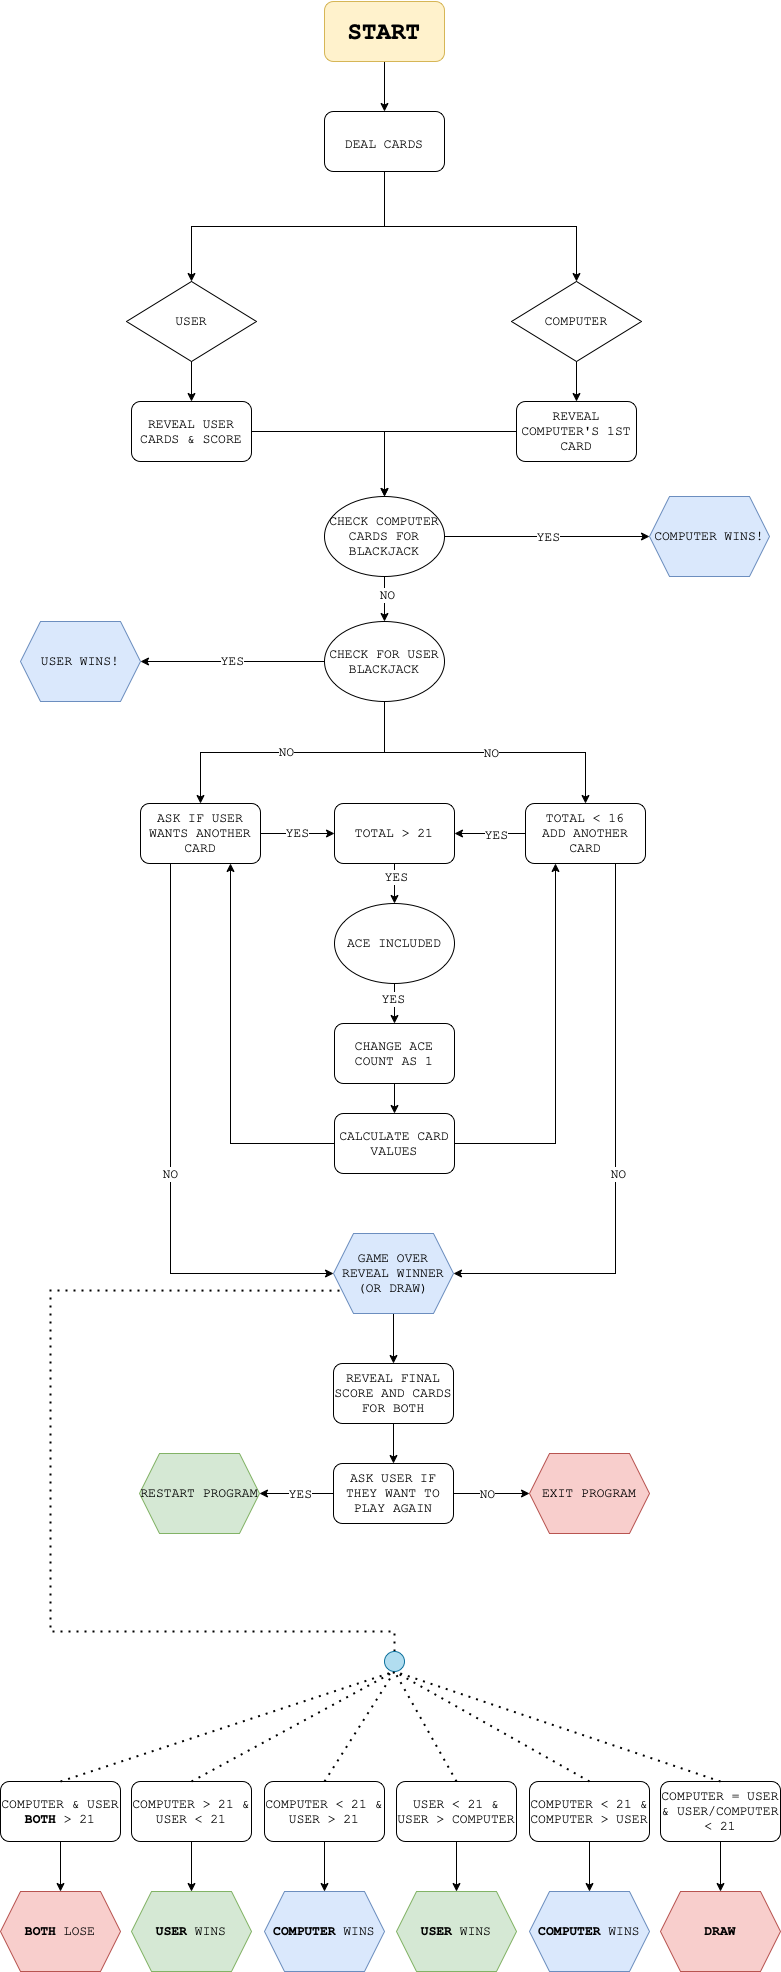 START
DEAL CARDS
USER
COMPUTER
REVEAL USER
CARDS & SCORE
REVEAL
COMPUTER'S 1ST
CARD
CHECK COMPUTER
CARDS FOR
BLACKJACK
YES
COMPUTER WINS!
NO
CHECK FOR USER
BLACKJACK
YES
USER WINS!
NO
NO
ASK IF USER
WANTS ANOTHER
CARD
YES
TOTAL > 21
YES
TOTAL < 16
ADD ANOTHER
CARD
YES
ACE INCLUDED
YES
CHANGE ACE
COUNT AS 1
CALCULATE CARD
VALUES
NO
NO
GAME OVER
REVEAL WINNER
(OR DRAW)
REVEAL FINAL
SCORE AND CARDS
FOR BOTH
ASK USER IF
THEY WANT TO
PLAY AGAIN
YES
RESTART PROGRAM
NO
EXIT PROGRAM
COMPUTER & USER
BOTH > 21
COMPUTER > 21 &
USER < 21
COMPUTER < 21 &
USER > 21
USER < 21 &
USER > COMPUTER
COMPUTER < 21 &
COMPUTER > USER
COMPUTER = USER
& USER/COMPUTER
< 21
BOTH LOSE
USER WINS
COMPUTER WINS
USER WINS
COMPUTER WINS
DRAW